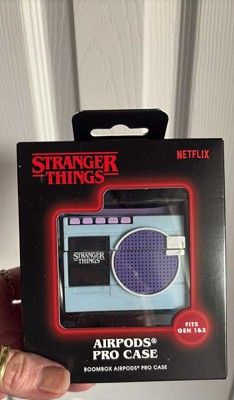 STRANGER
THINGS
NETFLIX
STRANGER
THINGS
FITS
GEN 1&2
AIRPODS®
PRO CASE
BOOMBOX AIRPODS® PRO CASE